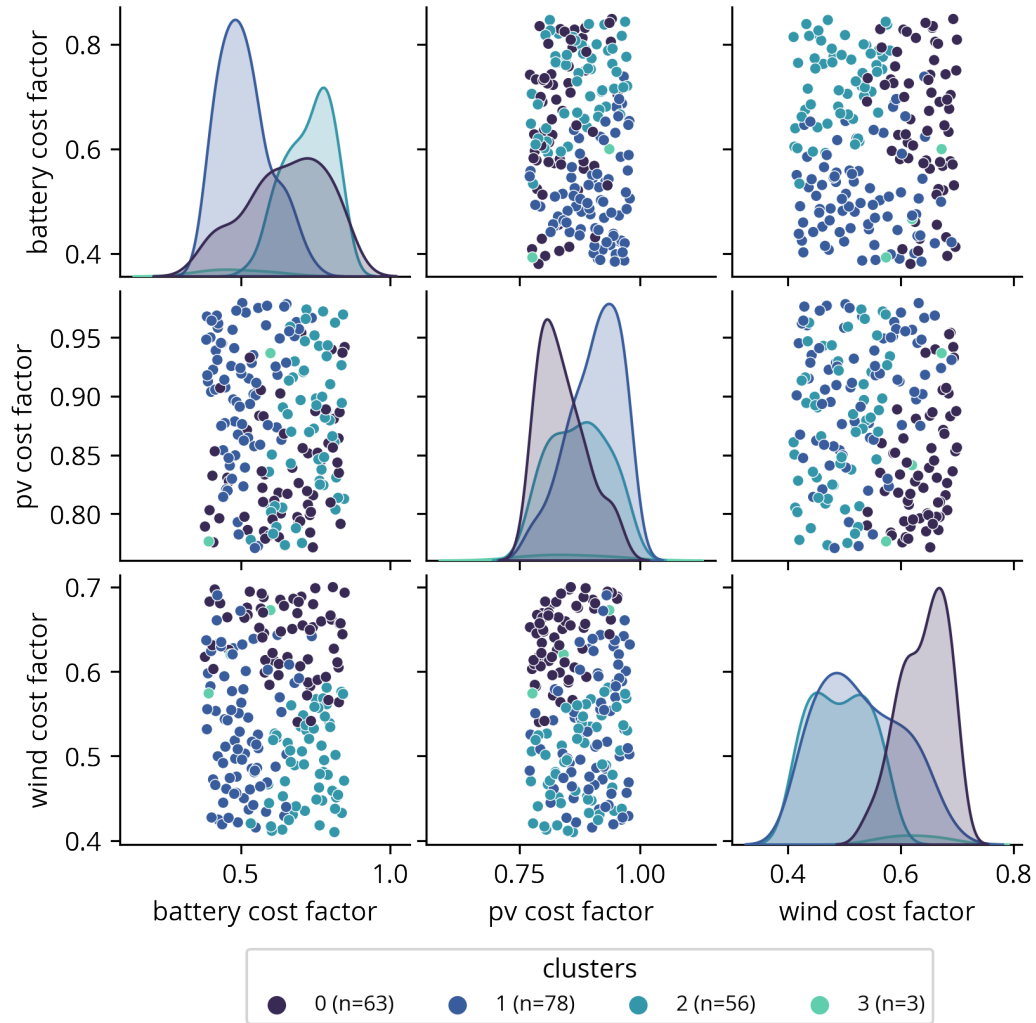 battery cost factor
0.8
0.6
0.4
pv cost factor
0.95
0.90
0.85
0.80
wind cost factor
0.7
0.6
0.5
0.4
0.5 1.0 0.75 1.00 0.4 0.6 0.8
battery cost factor pv cost factor wind cost factor
clusters
0 (n=63) 1 (n=78) 2 (n=56) 3 (n=3)